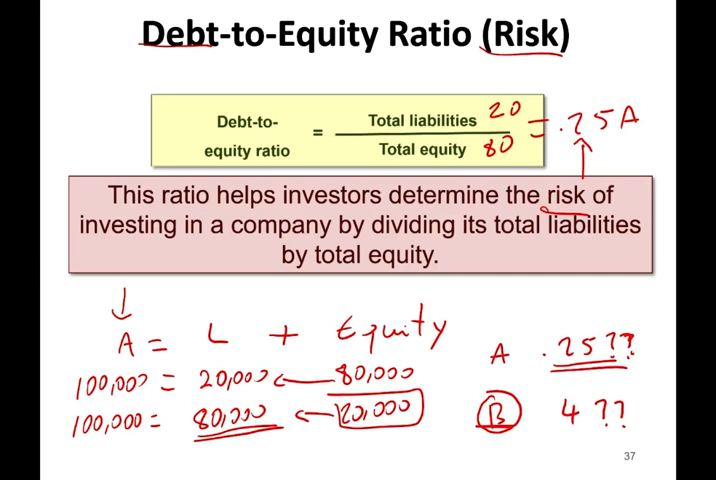 Debt-to-Equity Ratio (Risk)
Debt-to-equity ratio = Total liabilities 20 / Total equity 80 = .25 A
This ratio helps investors determine the risk of
investing in a company by dividing its total liabilities
by total equity.
A = L + Equity
100,000 = 20,000 ← 80,000
100,000 = 80,000 ← 20,000
A .25??
B 4 ??
37